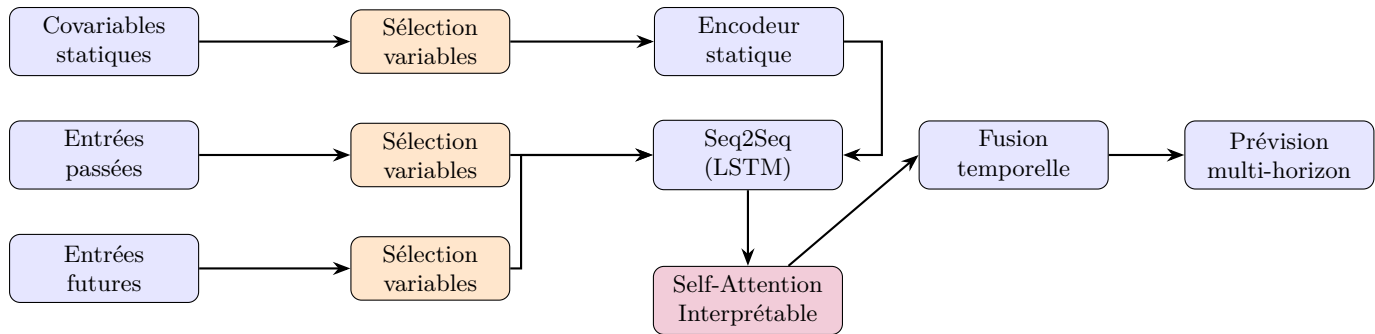 Covariables
statiques
Sélection
variables
Encodeur
statique
Entrées
passées
Sélection
variables
Seq2Seq
(LSTM)
Fusion
temporelle
Prévision
multi-horizon
Entrées
futures
Sélection
variables
Self-Attention
Interprétable